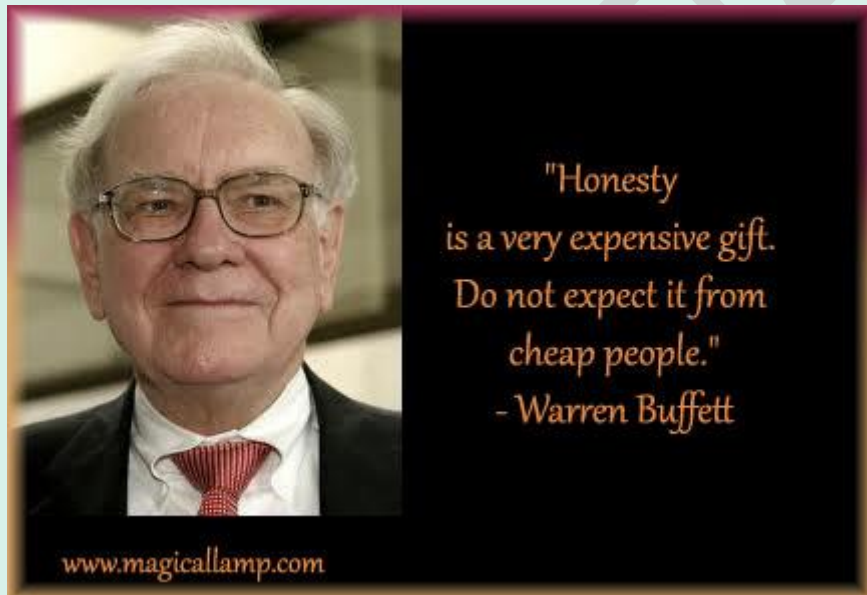 "Honesty
is a very expensive gift.
Do not expect it from
cheap people."
- Warren Buffett
www.magicallamp.com